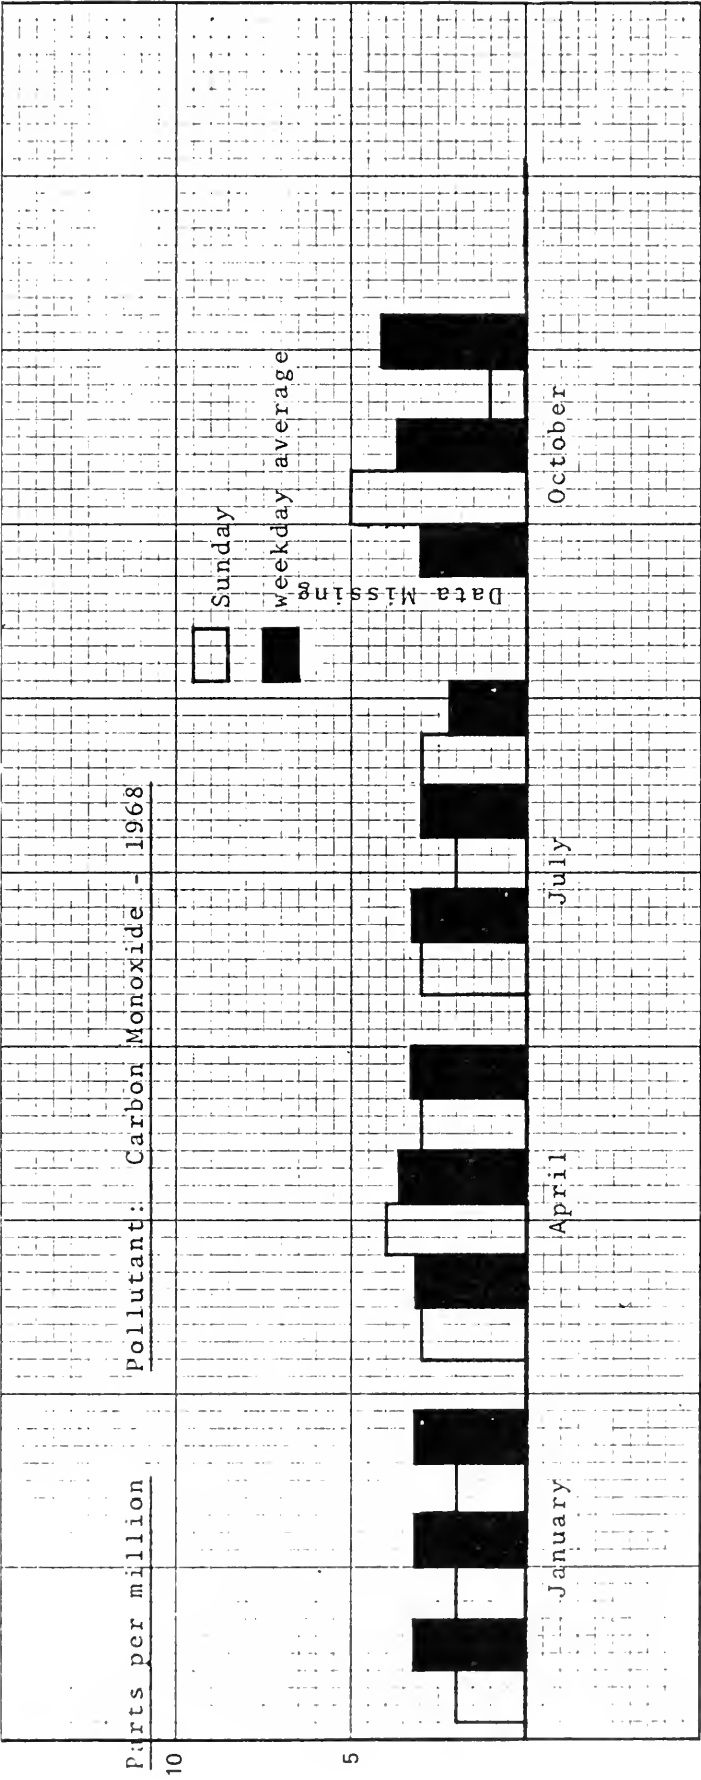 Parts per million
Pollutant: Carbon Monoxide - 1968
10
Sunday
weekday average
5
Data Missing
January
April
July
October